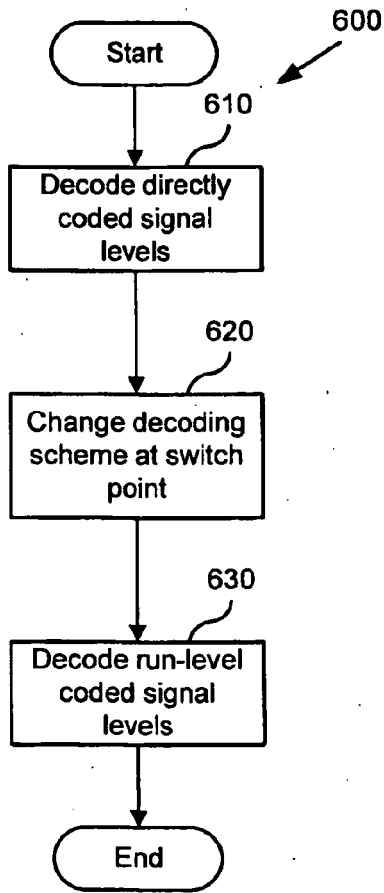 600
Start
610
Decode directly
coded signal
levels
620
Change decoding
scheme at switch
point
630
Decode run-level
coded signal
levels
End